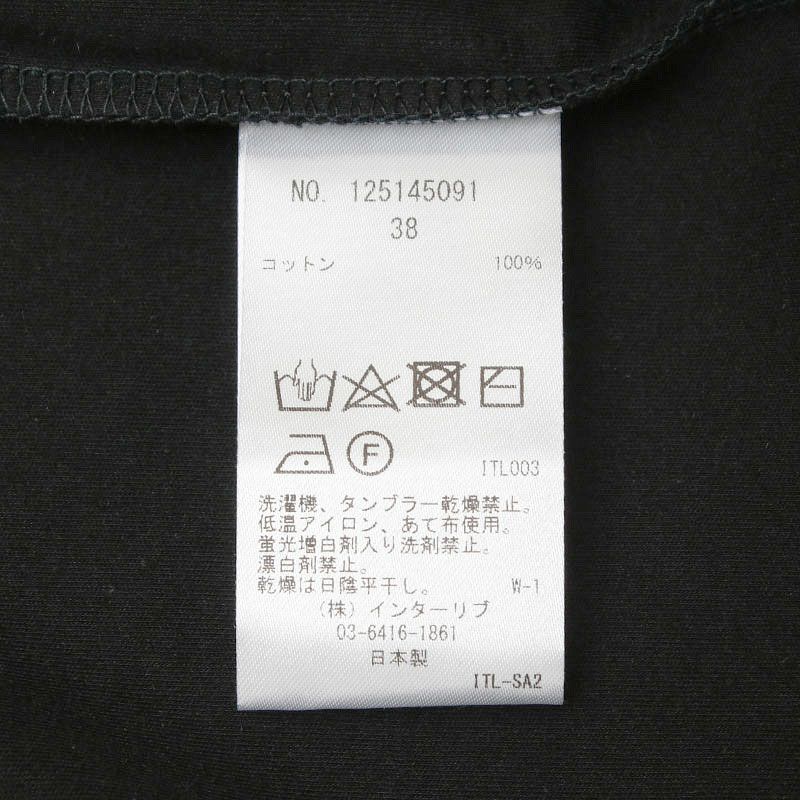 NO. 125145091
38
コットン 100%
F
ITL003
洗濯機、タンブラー乾燥禁止。
低温アイロン、あて布使用。
蛍光増白剤入り洗剤禁止。
漂白剤禁止。
乾燥は日陰平干し。 W-1
(株)インターリブ
03-6416-1861
日本製
ITL-SA2